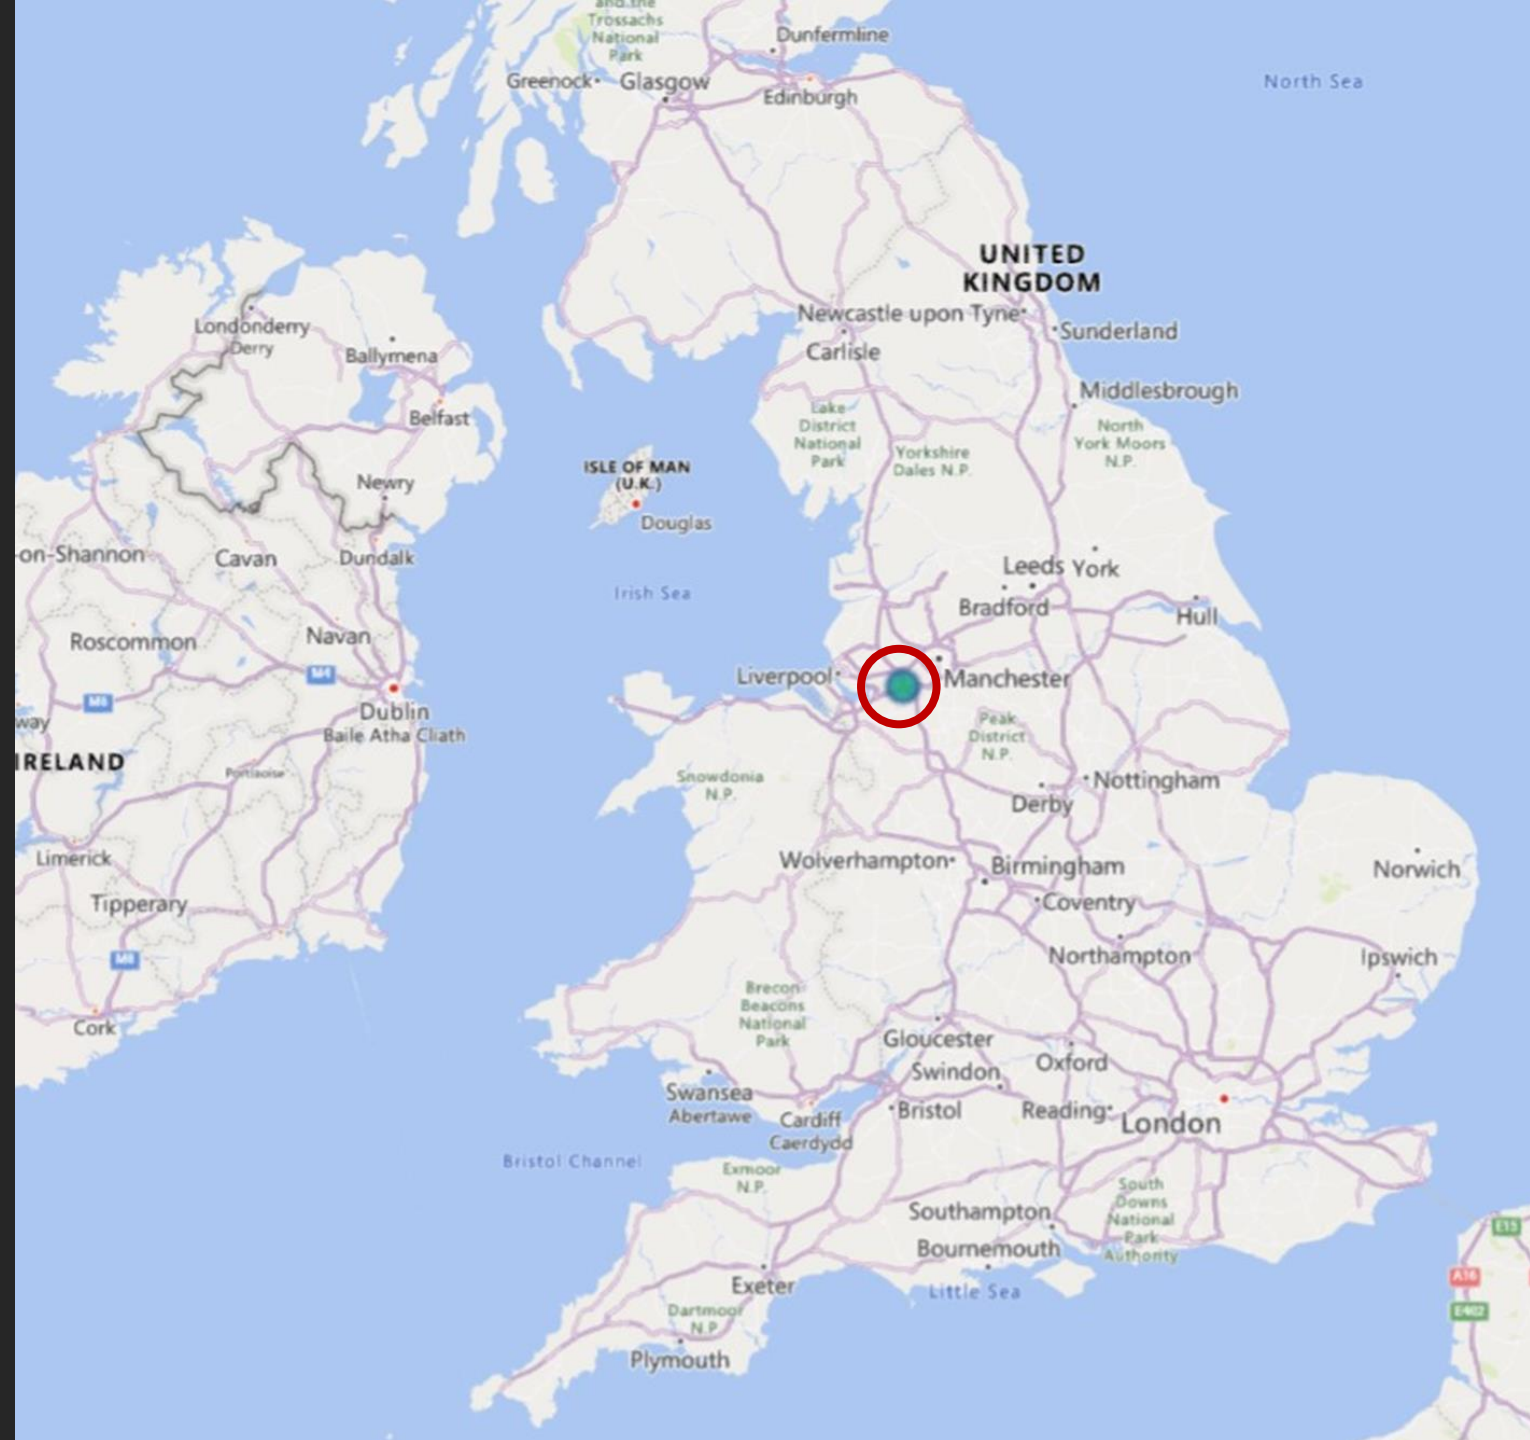 and the
Trossachs
National
Park
Dunfermline
Greenock
Glasgow
Edinburgh
North Sea
UNITED
KINGDOM
Newcastle upon Tyne
Sunderland
Carlisle
Londonderry
Derry
Ballymena
Belfast
Middlesbrough
Lake
District
National
Park
North
York Moors
N.P.
Yorkshire
Dales N.P.
ISLE OF MAN
(U.K.)
Douglas
Newry
-on-Shannon
Cavan
Dundalk
Irish Sea
Leeds
York
Bradford
Hull
Roscommon
Navan
M4
M6
Liverpool
Manchester
way
Dublin
Baile Atha Cliath
Peak
District
N.P.
IRELAND
Portlaoise
Snowdonia
N.P.
Nottingham
Derby
Limerick
Wolverhampton
Birmingham
Norwich
Tipperary
Coventry
M8
Northampton
Ipswich
Brecon
Beacons
National
Park
Cork
Gloucester
Oxford
Swindon
Swansea
Abertawe
Cardiff
Caerdydd
Bristol
Reading
London
Bristol Channel
Exmoor
N.P.
South
Downs
National
Park
Authority
Southampton
Bournemouth
Little Sea
Exeter
Dartmoor
N.P.
Plymouth
E15
A16
E402